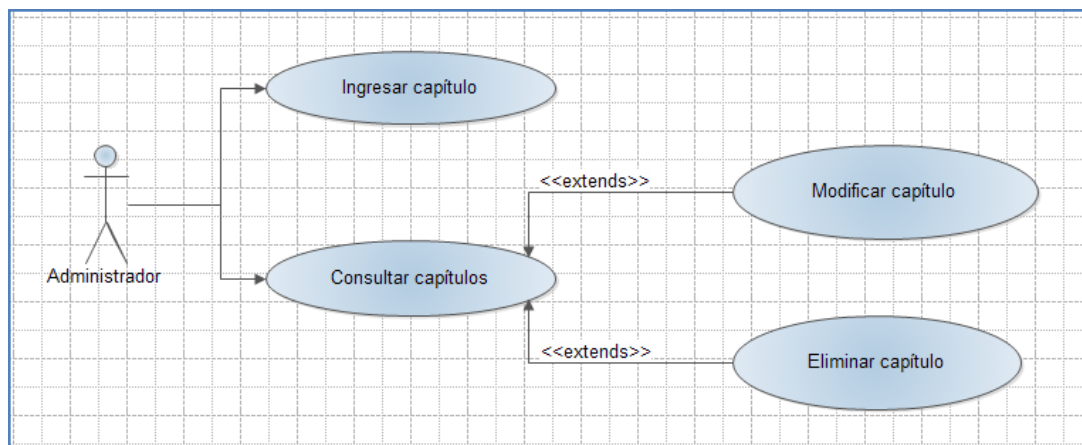 Ingresar capítulo
<<extends>>
Modificar capítulo
Administrador
Consultar capítulos
<<extends>>
Eliminar capítulo